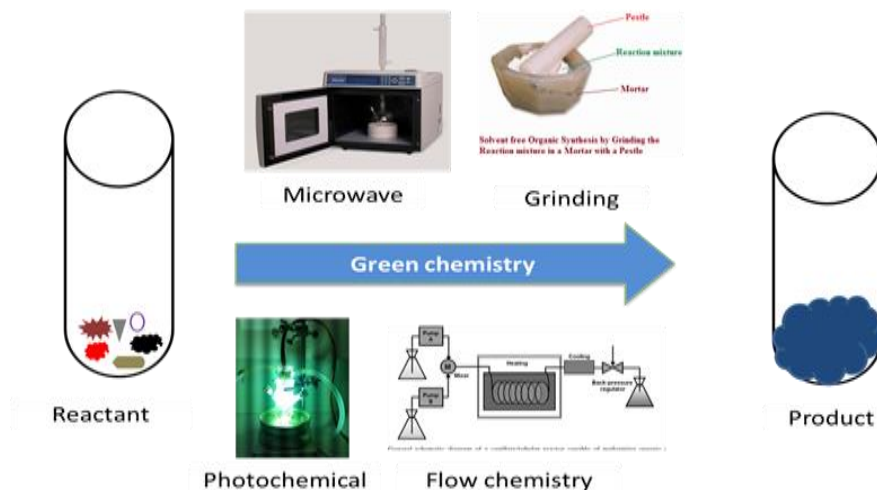 Pestle
Reaction mixture
Mortar
Solvent free Organic Synthesis by Grinding the
Reaction mixture in a Mortar with a Pestle
Microwave
Grinding
Green chemistry
Pump
A
M
Mixer
Pump
B
Heating
Cooling
Back-pressure
regulator
Reactant
Product
Photochemical
Flow chemistry